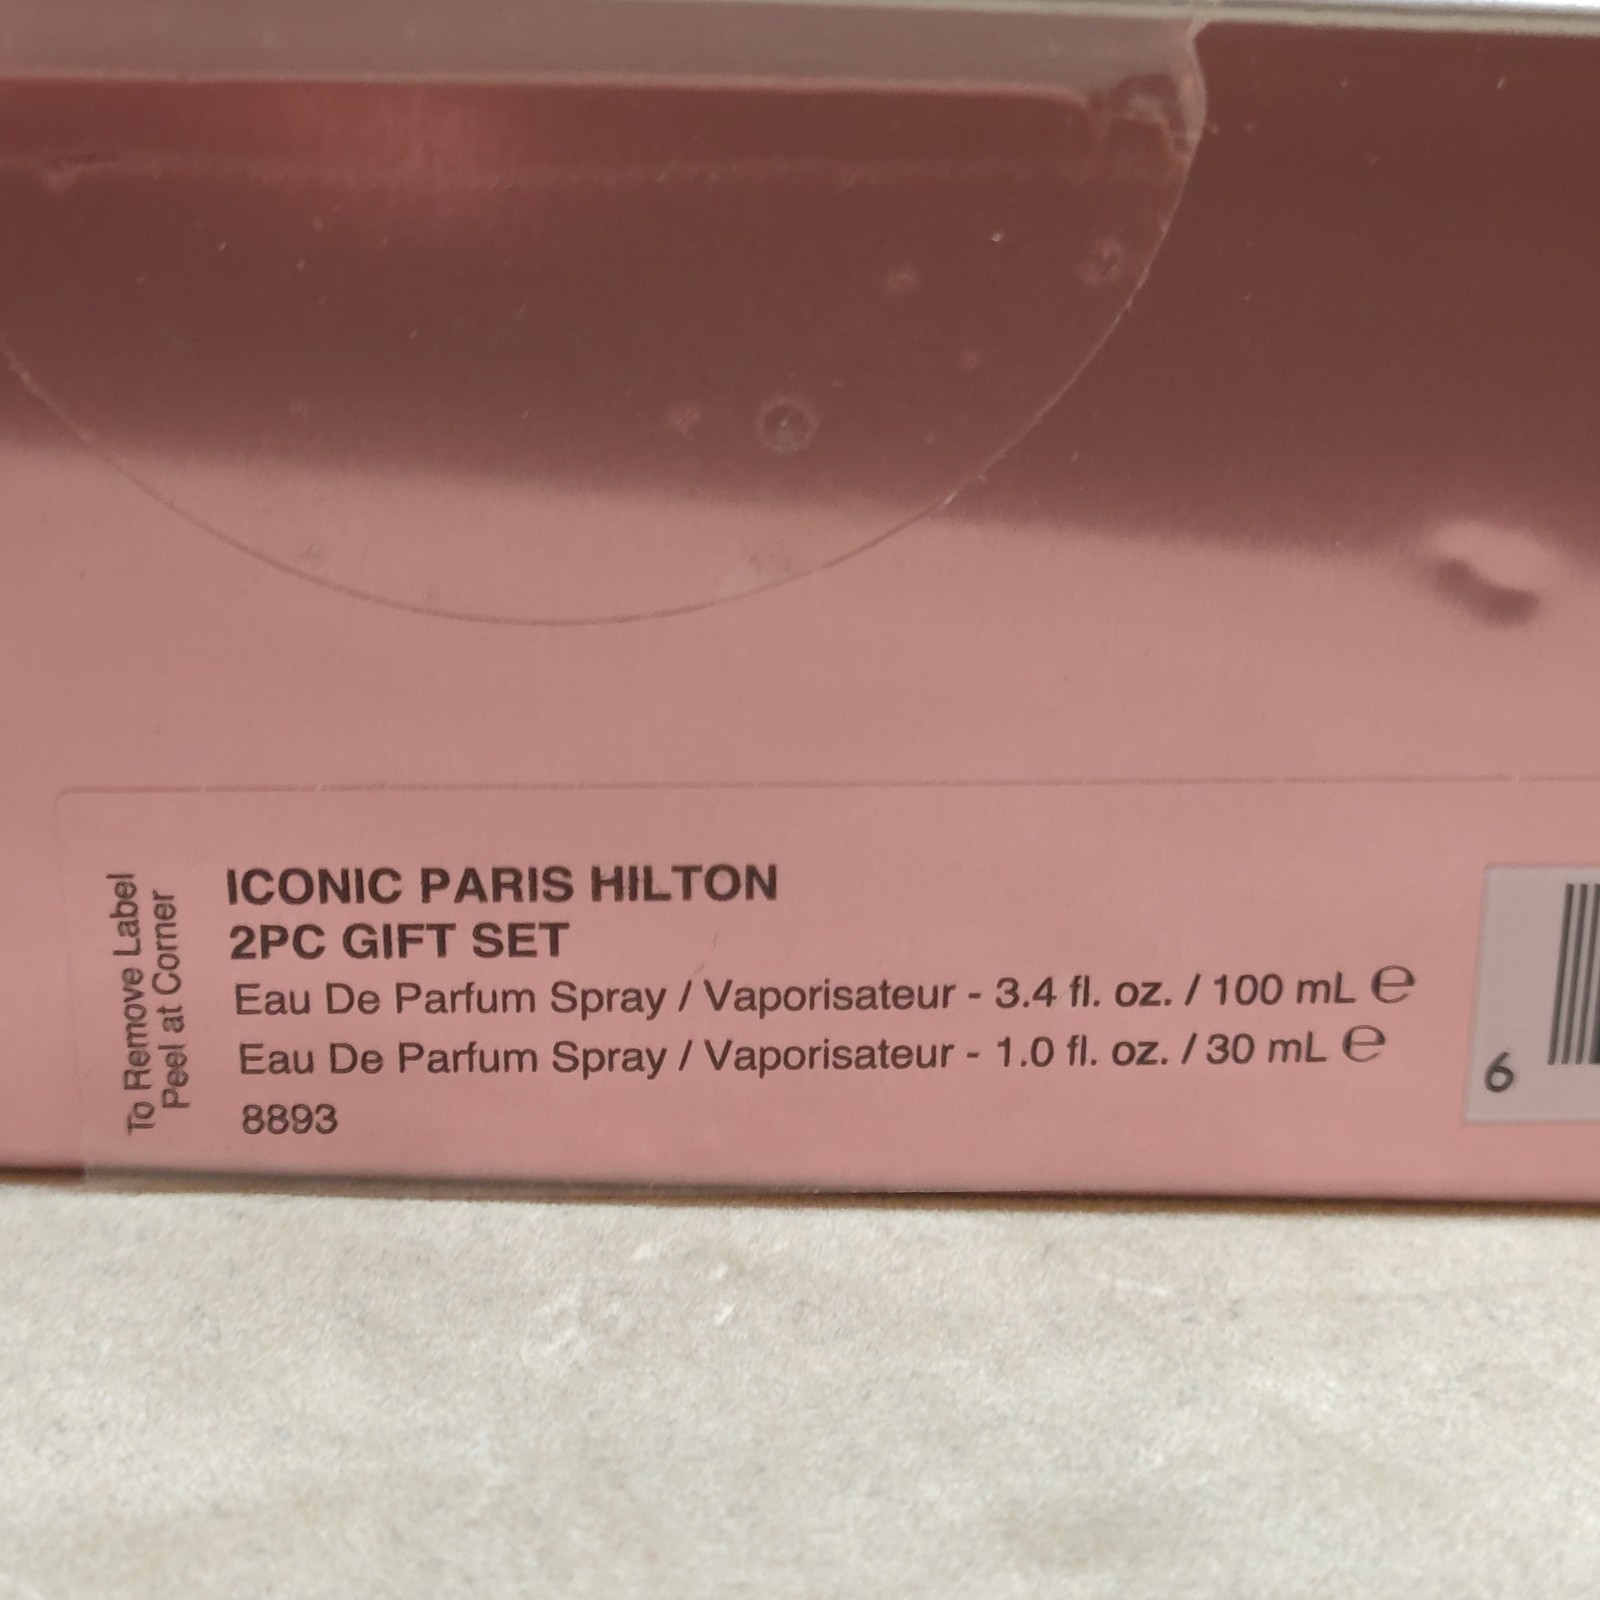 To Remove Label
Peel at Corner
ICONIC PARIS HILTON
2PC GIFT SET
Eau De Parfum Spray / Vaporisateur - 3.4 fl. oz. / 100 mL ℮
Eau De Parfum Spray / Vaporisateur - 1.0 fl. oz. / 30 mL ℮
8893
6